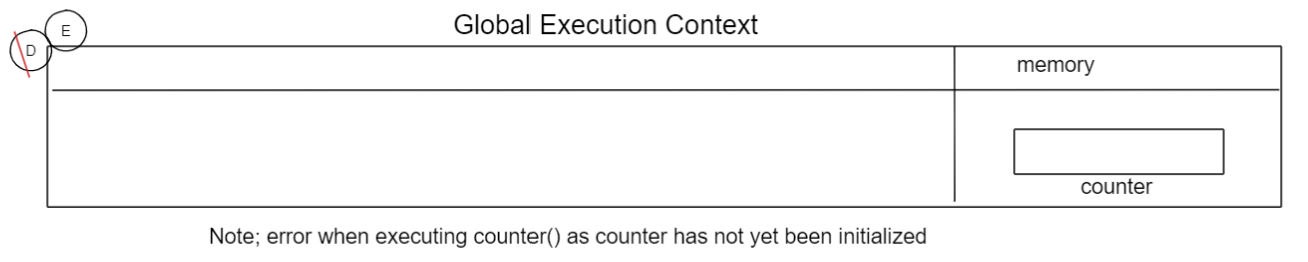 Global Execution Context
E
D
memory
counter
Note; error when executing counter() as counter has not yet been initialized